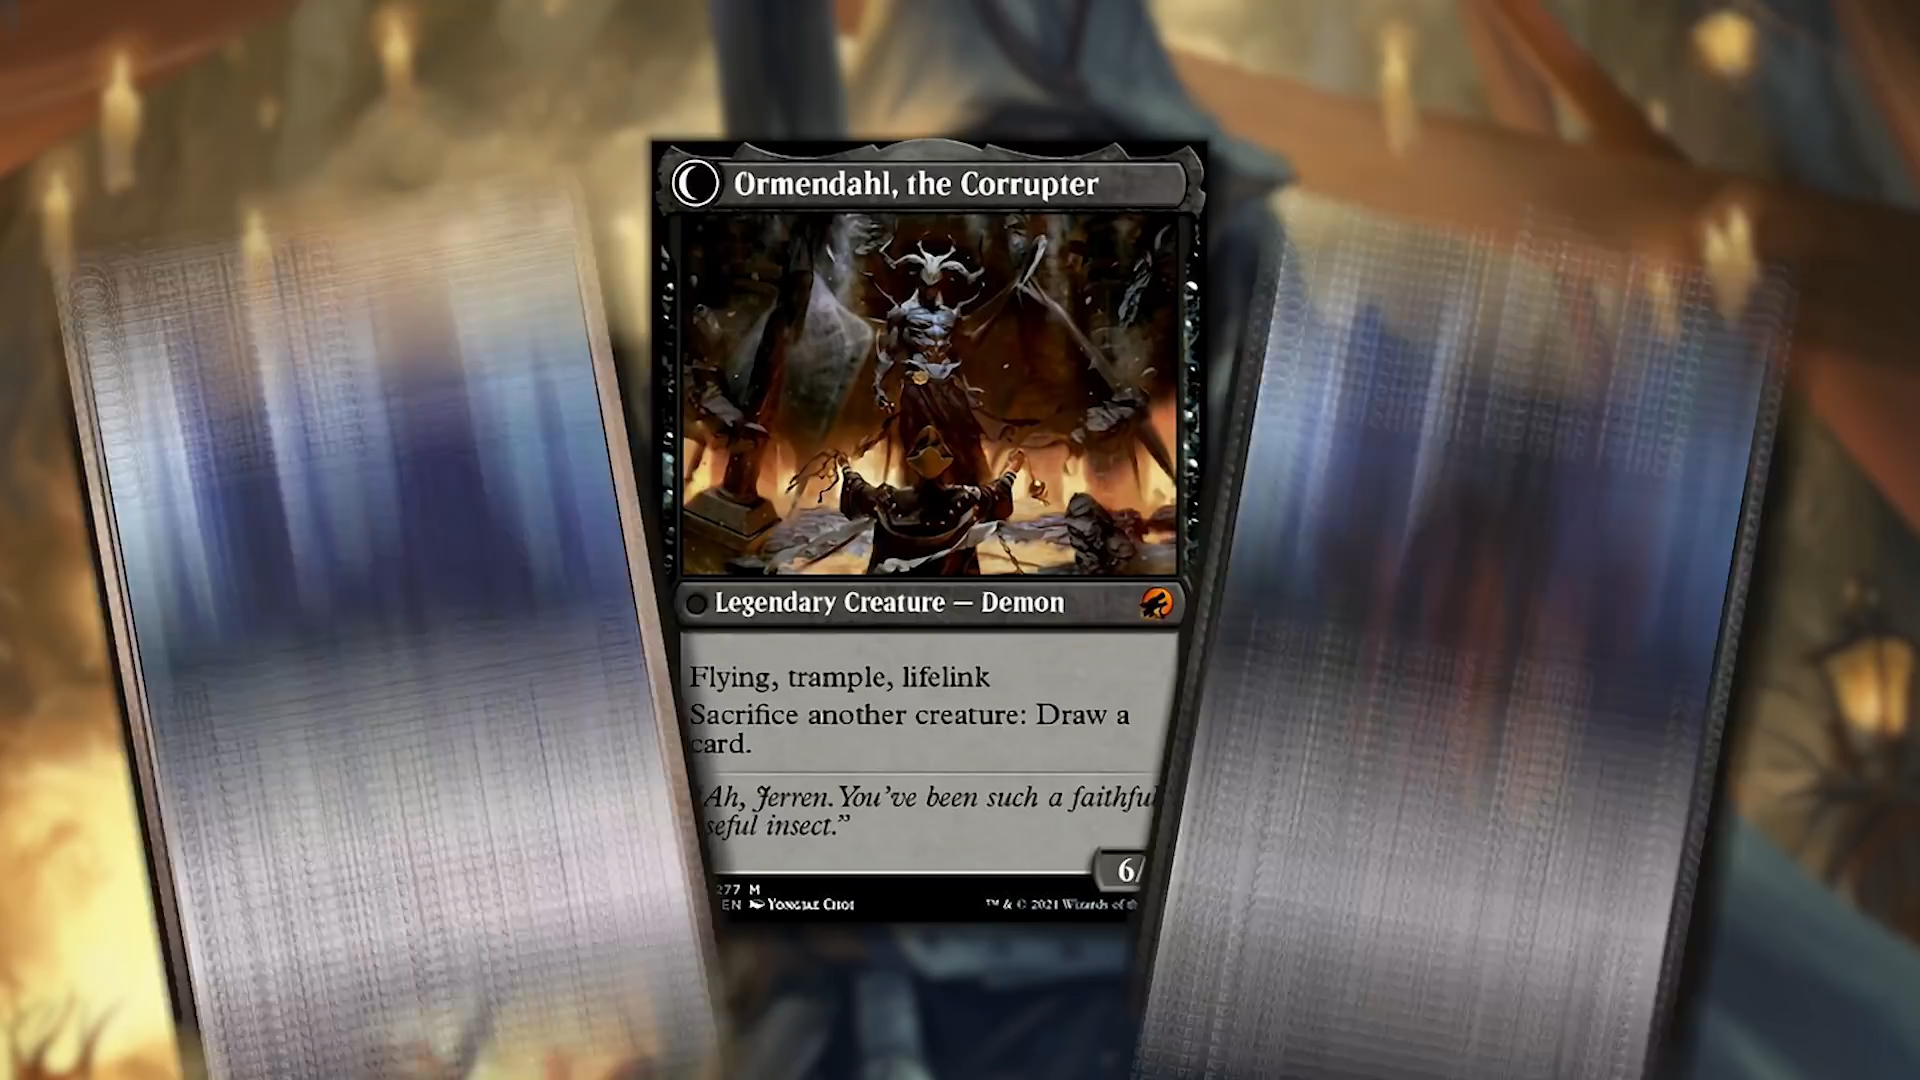 Ormendahl, the Corrupter
Legendary Creature — Demon
Flying, trample, lifelink
Sacrifice another creature: Draw a
card.
Ah, Jerren. You've been such a faithful
seful insect.”
6/
277 M
EN Yongjae Choi
™ & © 2021 Wizards of